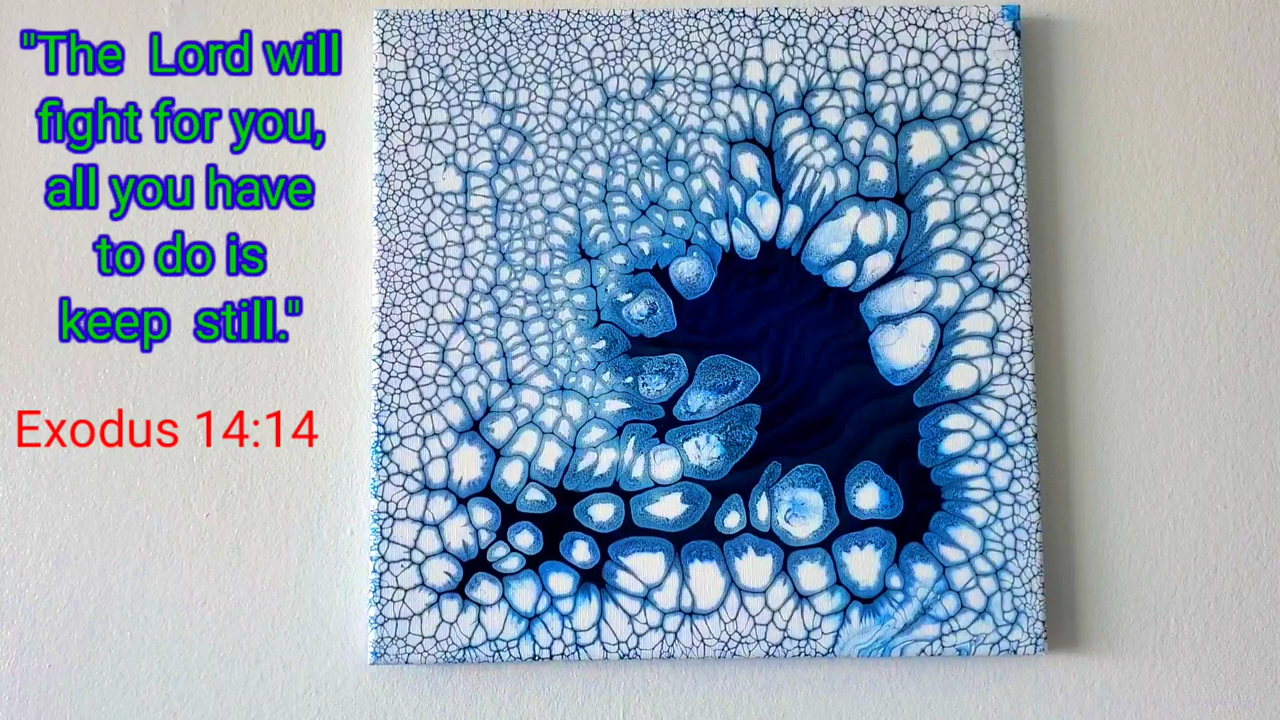 "The Lord will
fight for you,
all you have
to do is
keep still."
Exodus 14:14